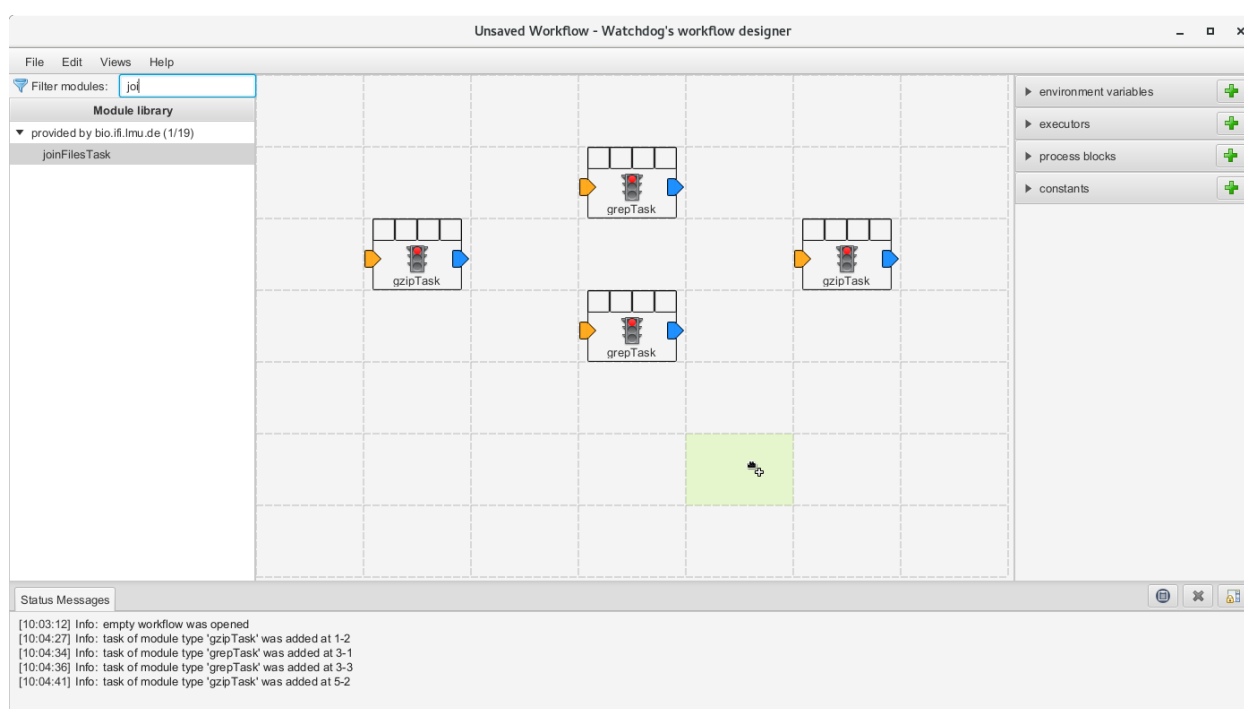 Unsaved Workflow - Watchdog's workflow designer
File Edit Views Help
Filter modules: joi
Module library
provided by bio.ifi.lmu.de (1/19)
joinFilesTask
grepTask
gzipTask
gzipTask
grepTask
environment variables
executors
process blocks
constants
Status Messages
[10:03:12] Info: empty workflow was opened
[10:04:27] Info: task of module type 'gzipTask' was added at 1-2
[10:04:34] Info: task of module type 'grepTask' was added at 3-1
[10:04:36] Info: task of module type 'grepTask' was added at 3-3
[10:04:41] Info: task of module type 'gzipTask' was added at 5-2